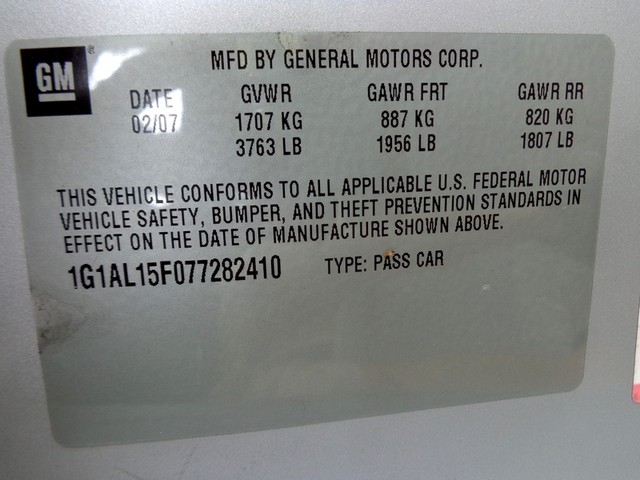 GM
MFD BY GENERAL MOTORS CORP.
DATE GVWR GAWR FRT GAWR RR
02/07 1707 KG 887 KG 820 KG
3763 LB 1956 LB 1807 LB
THIS VEHICLE CONFORMS TO ALL APPLICABLE U.S. FEDERAL MOTOR
VEHICLE SAFETY, BUMPER, AND THEFT PREVENTION STANDARDS IN
EFFECT ON THE DATE OF MANUFACTURE SHOWN ABOVE.
1G1AL15F077282410 TYPE: PASS CAR